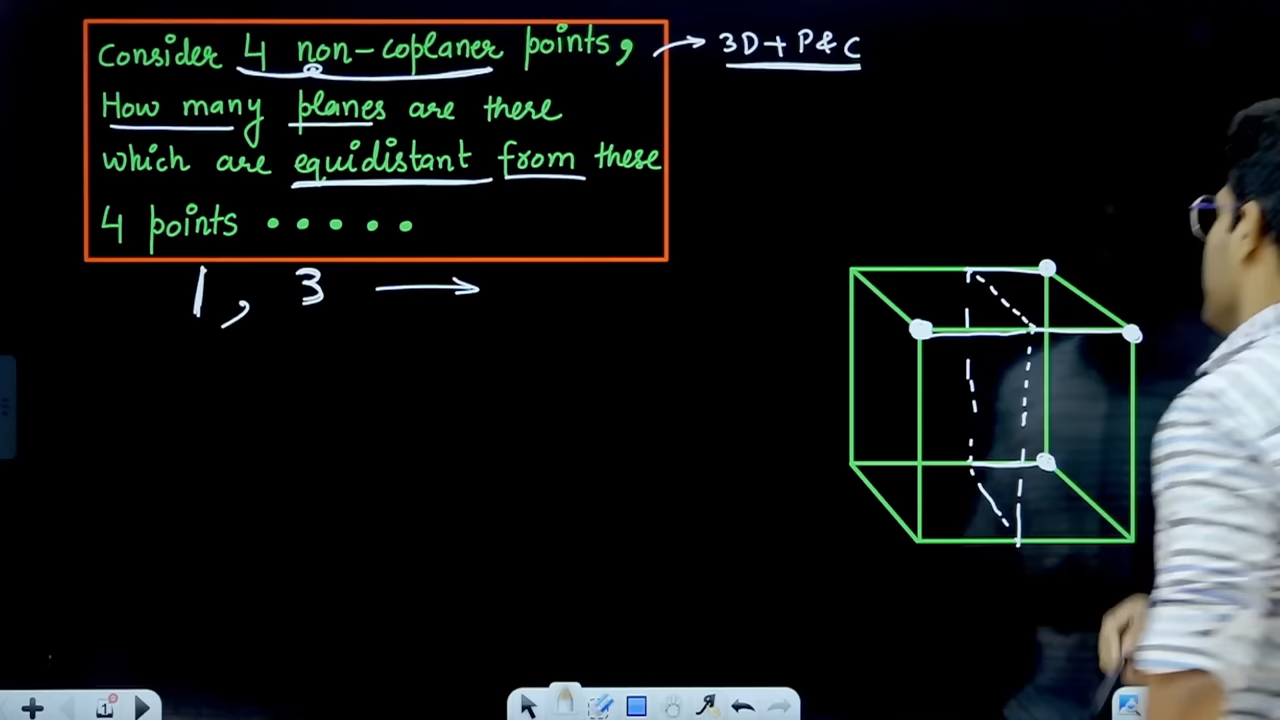 Consider 4 non-coplaner points, → 3D + P & C
How many planes are there
which are equidistant from these
4 points • • • • •
1, 3 →
1